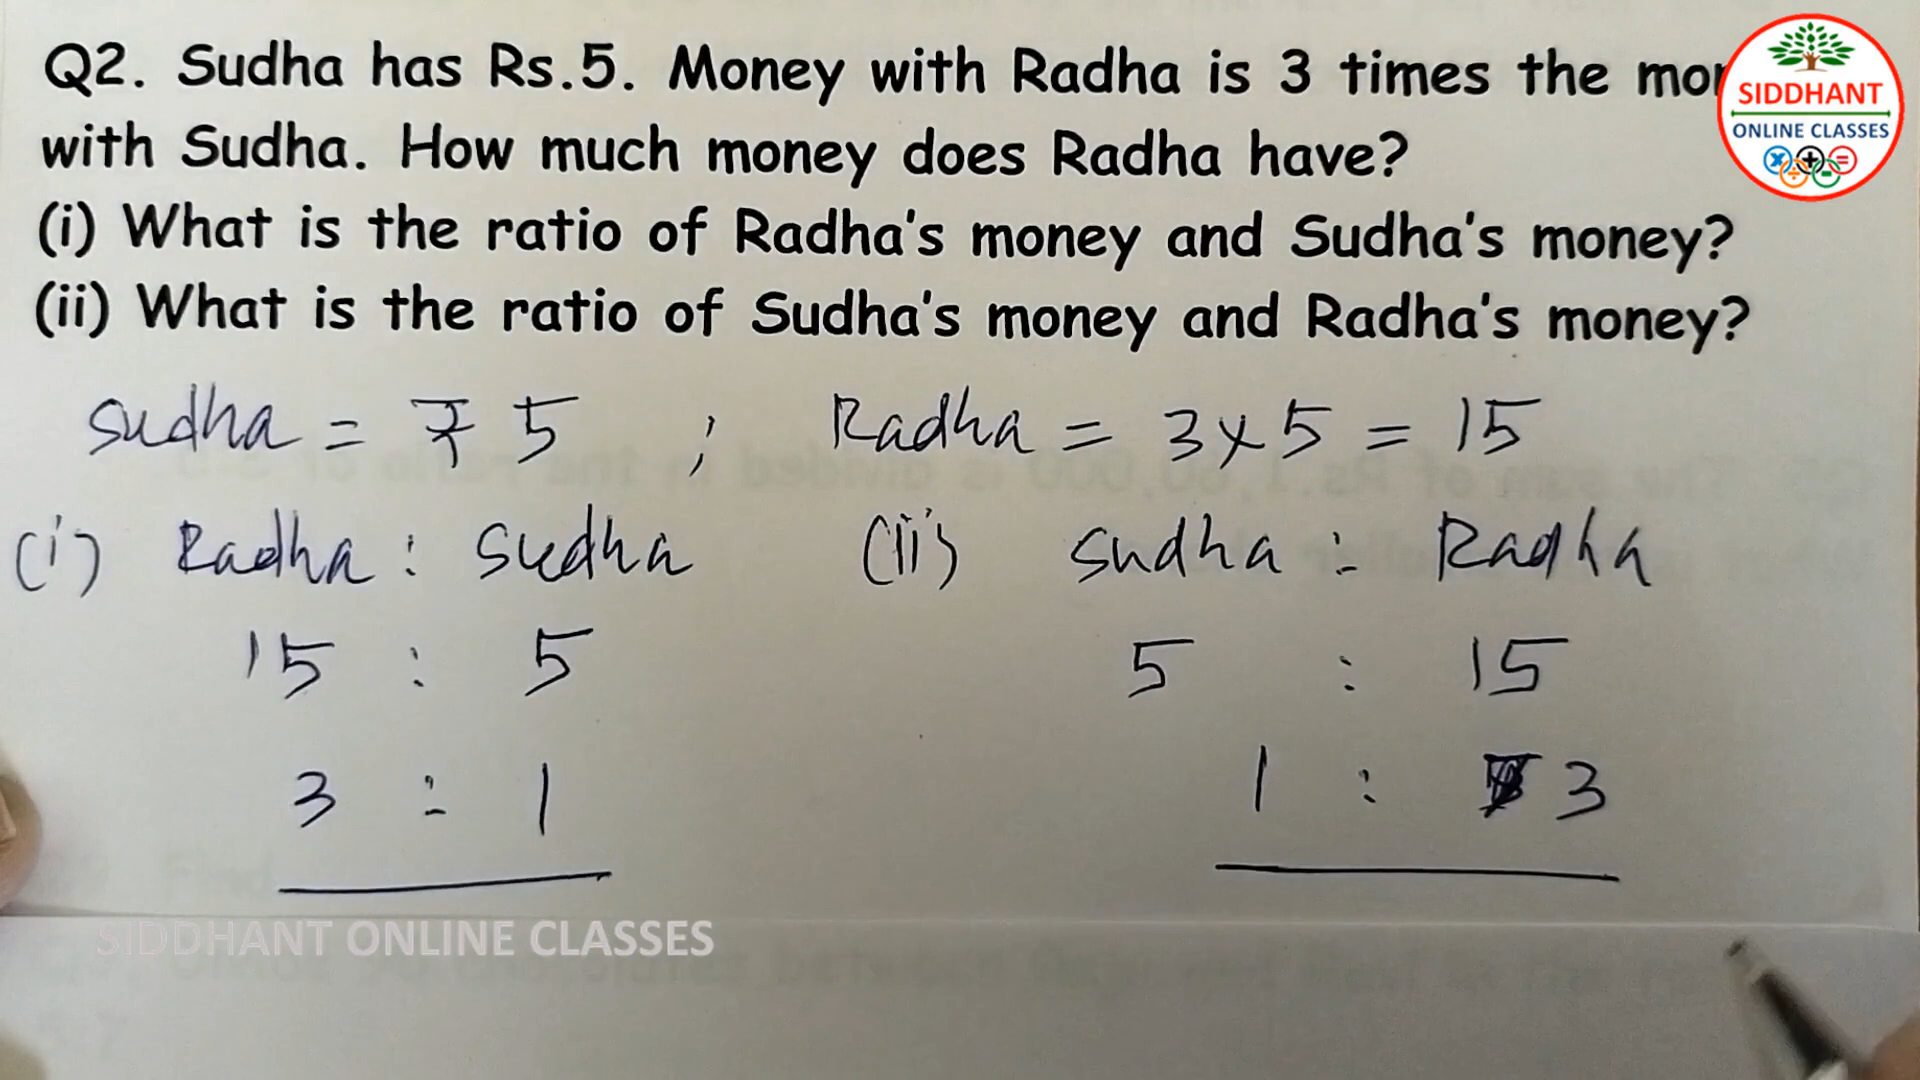 Q2. Sudha has Rs.5. Money with Radha is 3 times the mon
with Sudha. How much money does Radha have?
(i) What is the ratio of Radha's money and Sudha's money?
(ii) What is the ratio of Sudha's money and Radha's money?
SIDDHANT
ONLINE CLASSES
Sudha = ₹ 5 ; Radha = 3 x 5 = 15
(i) Radha : Sudha (ii) Sudha : Radha
15 : 5 5 : 15
3 : 1 1 : 3
SIDDHANT ONLINE CLASSES